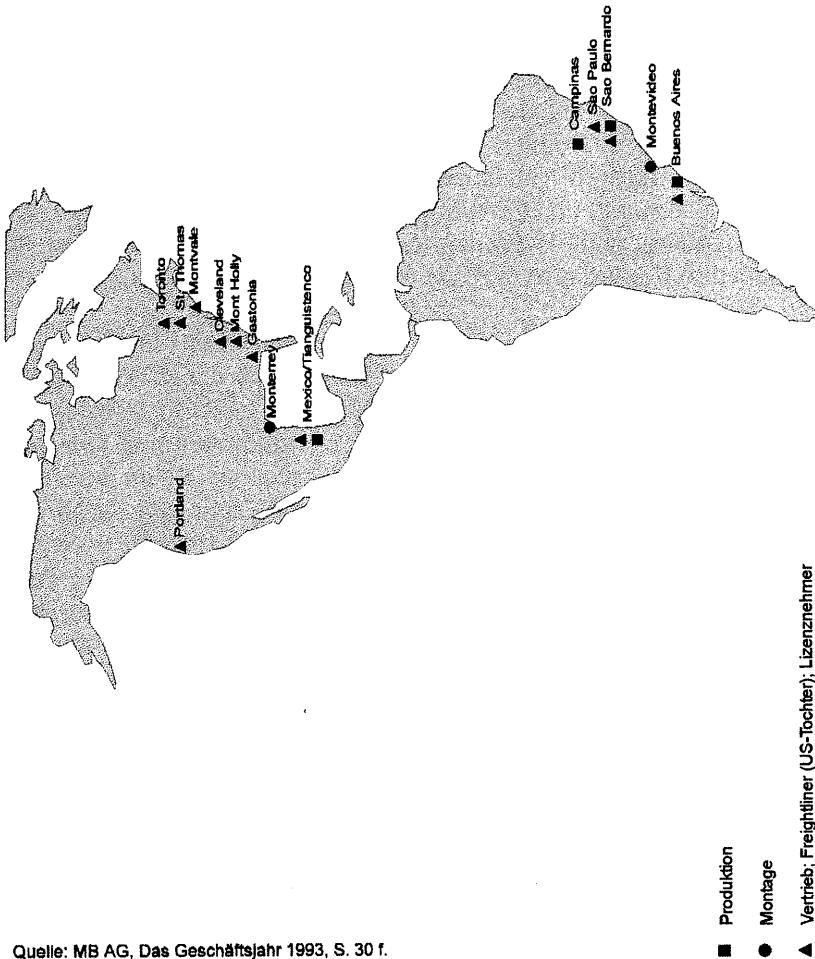 Toronto
St. Thomas
Montvale
Cleveland
Mont Holly
Gastonia
Monterrey
Mexico/Tianguistenco
Portland
Campinas
Sao Paulo
Sao Bernardo
Montevideo
Buenos Aires
Produktion
Montage
Vertrieb; Freightliner (US-Tochter); Lizenznehmer
Quelle: MB AG, Das Geschäftsjahr 1993, S. 30 f.